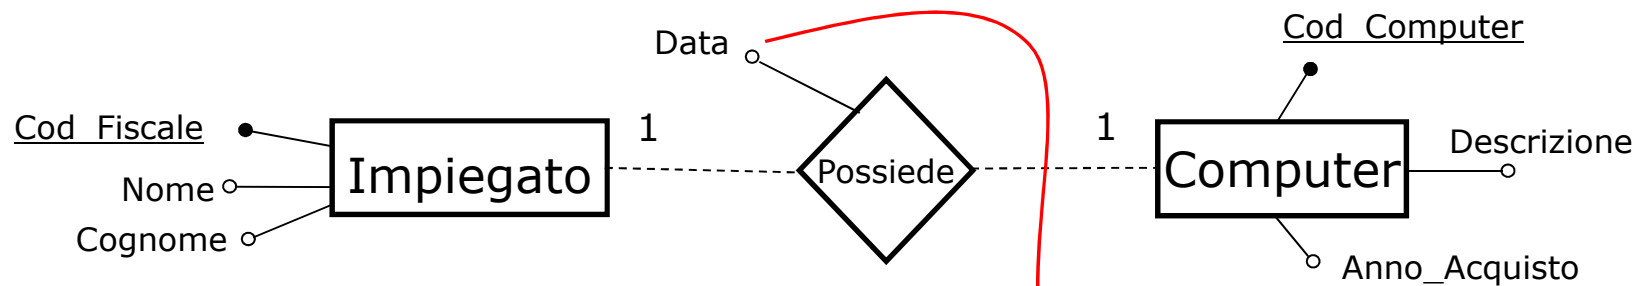 Cod_Computer
Data
Cod_Fiscale
1
1
Descrizione
Impiegato
Possiede
Computer
Nome
Cognome
Anno_Acquisto